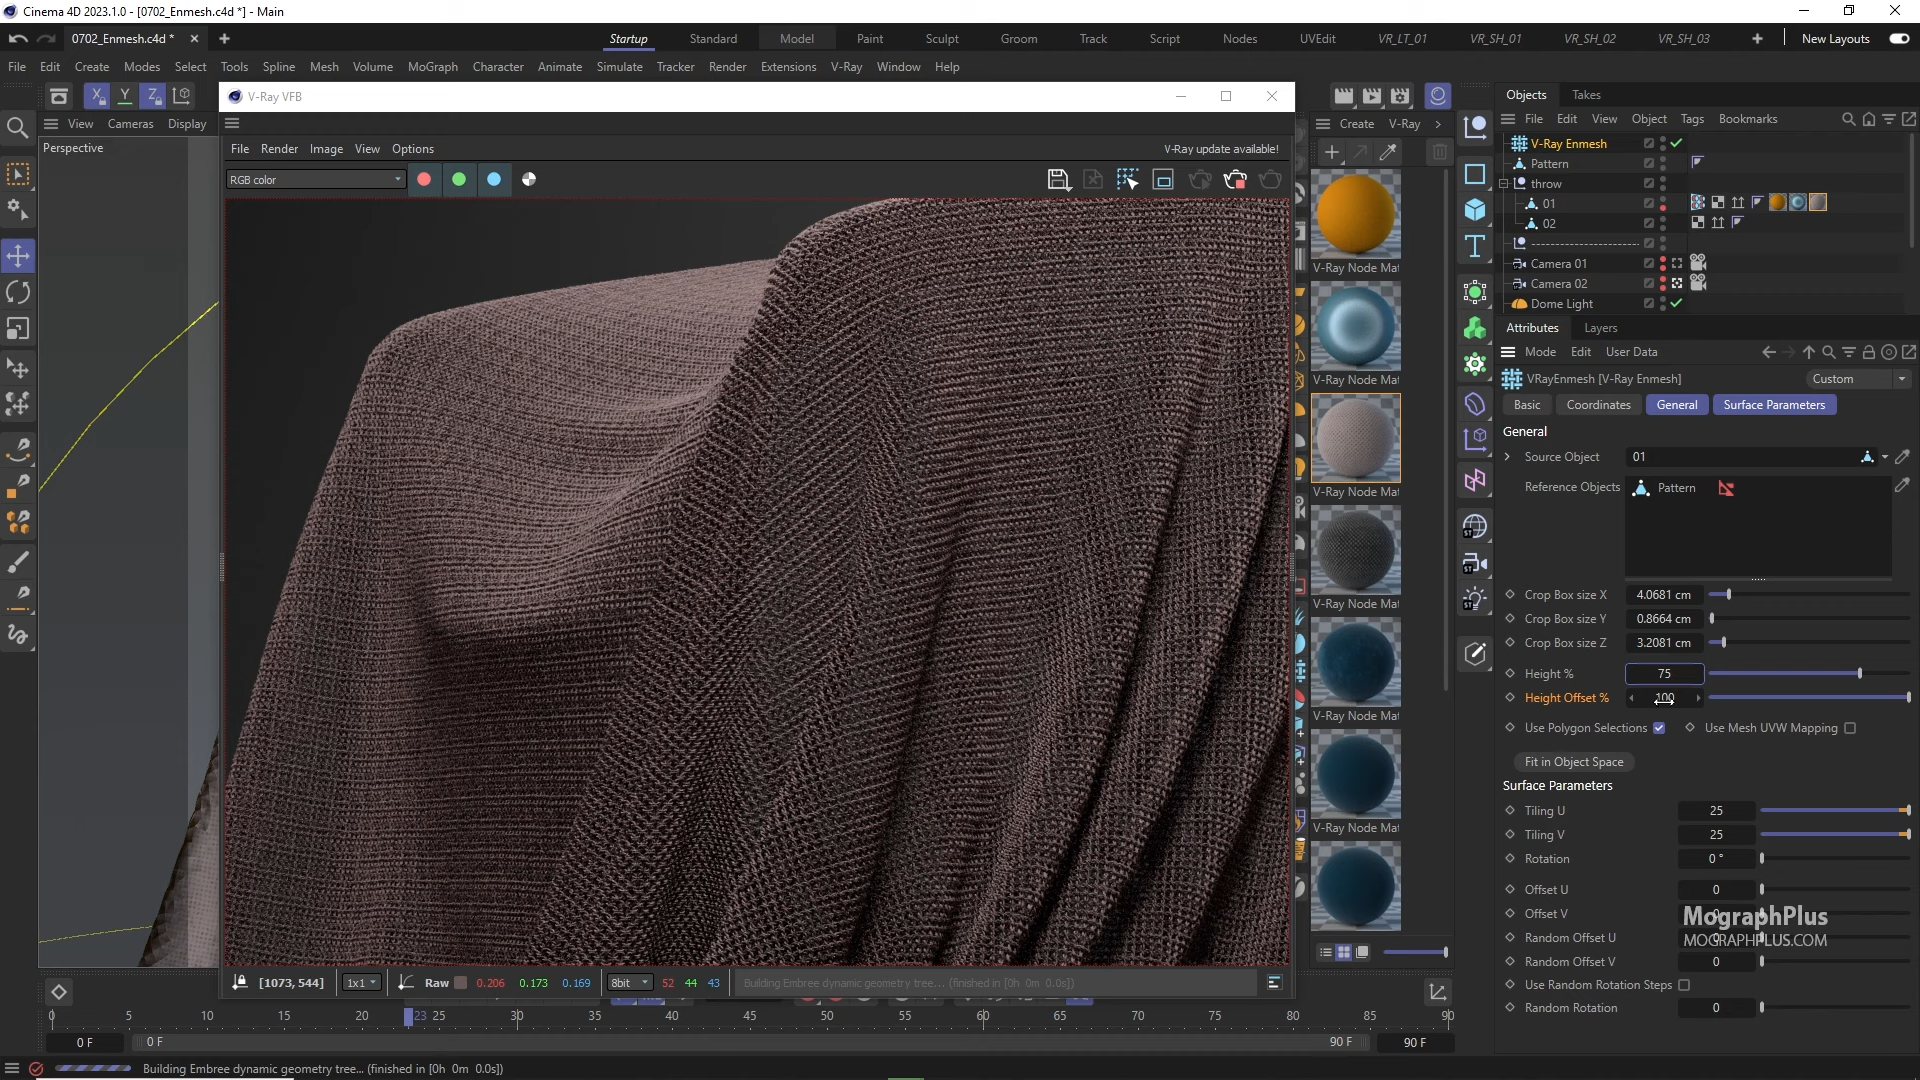 Cinema 4D 2023.1.0 - [0702_Enmesh.c4d *] - Main
0702_Enmesh.c4d *
Startup Standard Model Paint Sculpt Groom Track Script Nodes UVEdit VR_LT_01 VR_SH_01 VR_SH_02 VR_SH_03 New Layouts
File Edit Create Modes Select Tools Spline Mesh Volume MoGraph Character Animate Simulate Tracker Render Extensions V-Ray Window Help
X Y Z
View Cameras Display
Perspective
V-Ray VFB
File Render Image View Options V-Ray update available!
RGB color
Create V-Ray
V-Ray Node Mat
V-Ray Node Mat
V-Ray Node Mat
V-Ray Node Mat
V-Ray Node Mat
V-Ray Node Mat
Objects Takes
File Edit View Object Tags Bookmarks
V-Ray Enmesh
Pattern
throw
01
02
------------------------
Camera 01
Camera 02
Dome Light
Attributes Layers
Mode Edit User Data
VRayEnmesh [V-Ray Enmesh] Custom
Basic Coordinates General Surface Parameters
General
Source Object 01
Reference Objects Pattern
Crop Box size X 4.0681 cm
Crop Box size Y 0.8664 cm
Crop Box size Z 3.2081 cm
Height % 75
Height Offset % 100
Use Polygon Selections Use Mesh UVW Mapping
Fit in Object Space
Surface Parameters
Tiling U 25
Tiling V 25
Rotation 0 °
Offset U 0
Offset V
Random Offset U
Random Offset V 0
Use Random Rotation Steps
Random Rotation 0
MographPlus
MOGRAPHPLUS.COM
[1073, 544] 1x1 Raw 0.206 0.173 0.169 8bit 52 44 43 Building Embree dynamic geometry tree... (finished in [0h 0m 0.0s])
0 5 10 15 20 23 25 30 35 40 45 50 55 60 65 70 75 80 85 90
0 F 0 F 90 F 90 F
Building Embree dynamic geometry tree... (finished in [0h 0m 0.0s])